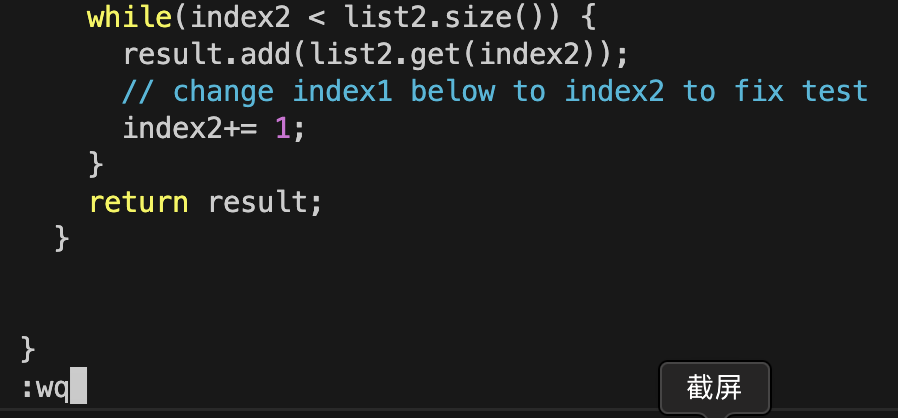 while(index2 < list2.size()) {
result.add(list2.get(index2));
// change index1 below to index2 to fix test
index2+= 1;
}
return result;
}
}
:wq
截屏